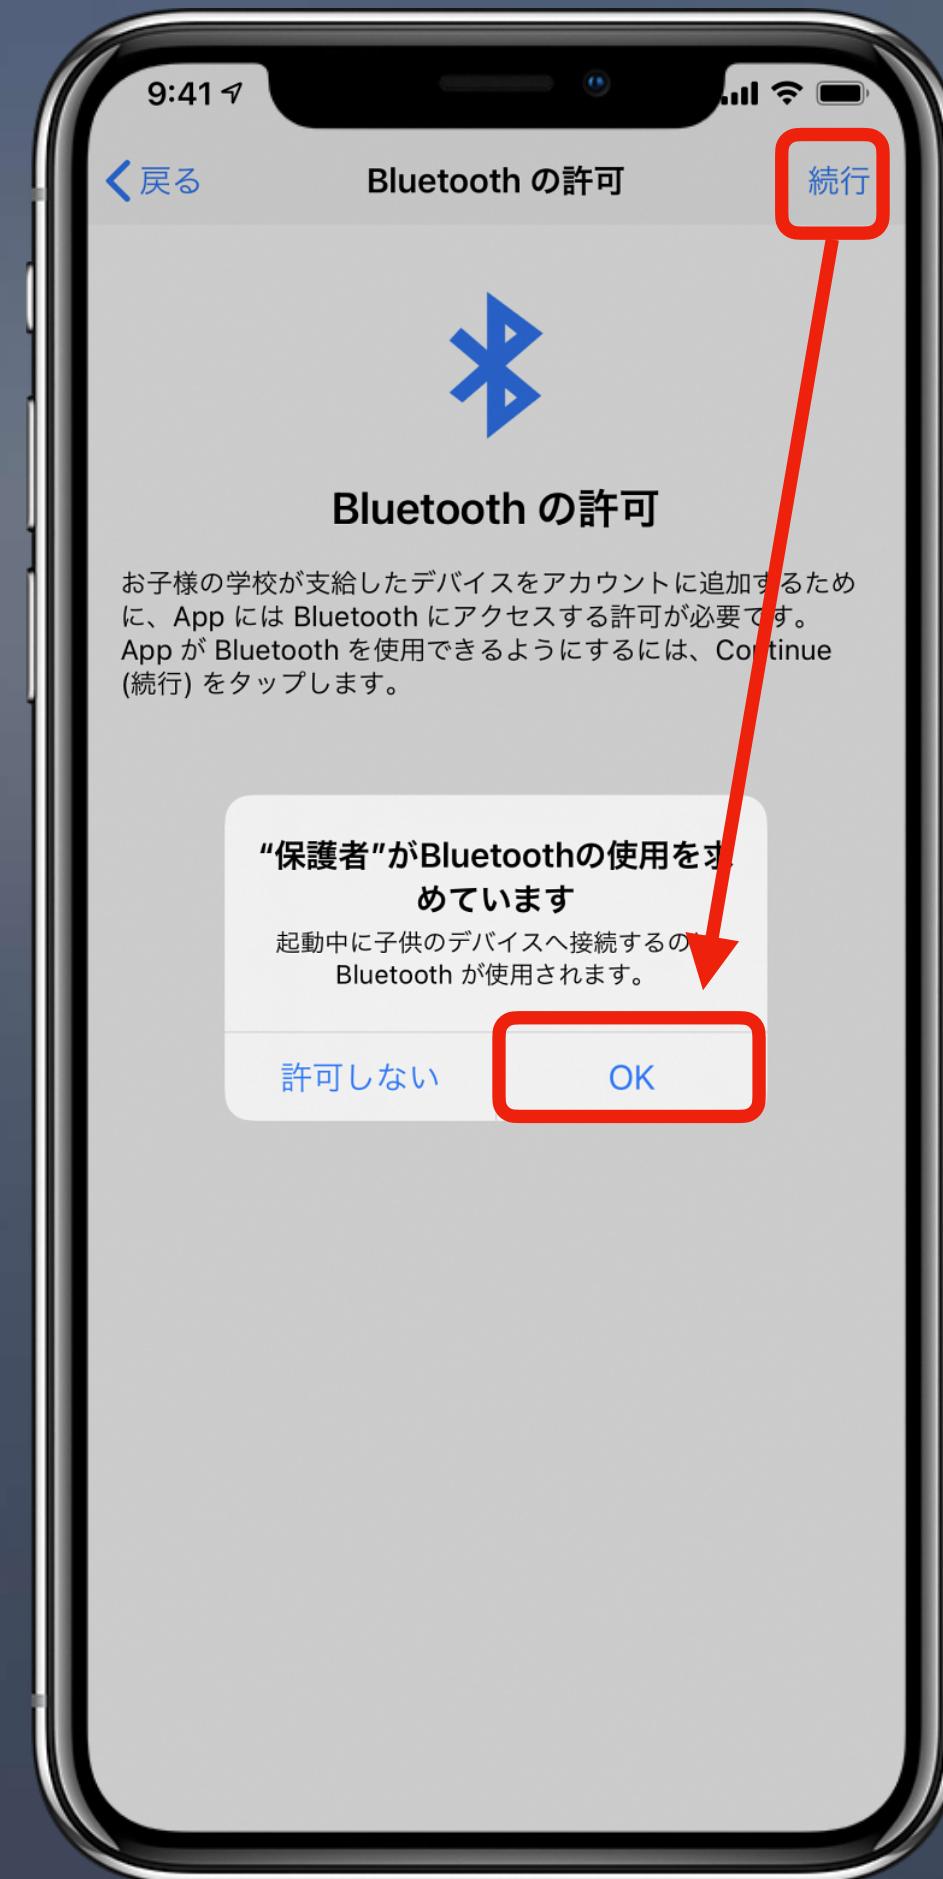 9:41
戻る
Bluetooth の許可
続行
Bluetooth の許可
お子様の学校が支給したデバイスをアカウントに追加するため
に、App には Bluetooth にアクセスする許可が必要です。
App が Bluetooth を使用できるようにするには、Continue
(続行) をタップします。
“保護者”がBluetoothの使用を求
めています
起動中に子供のデバイスへ接続するの
Bluetooth が使用されます。
許可しない
OK